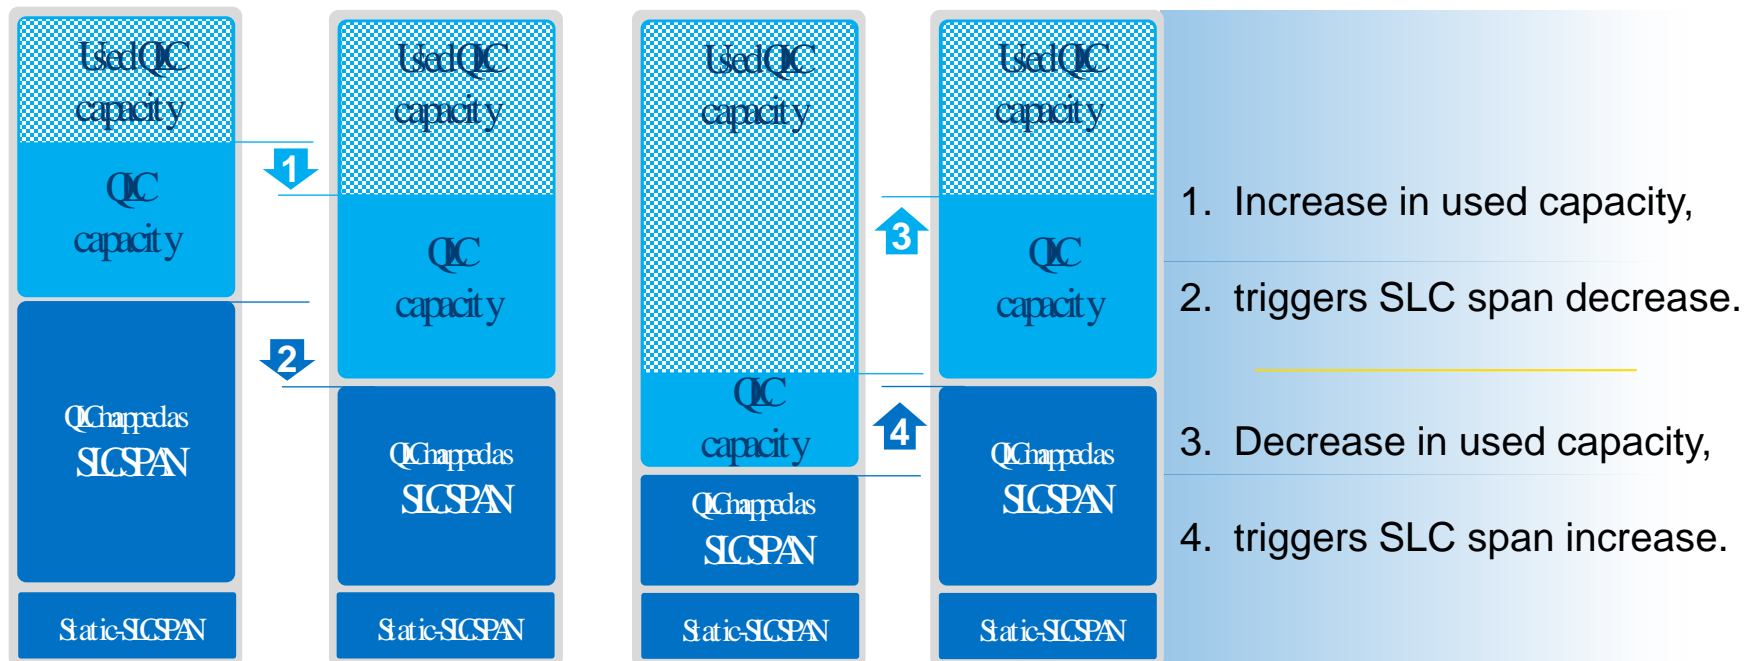 Used QLC
capacity
QLC
capacity
QLC mapped as
SLC SPAN
Static-SLC SPAN
1
2
Used QLC
capacity
QLC
capacity
QLC mapped as
SLC SPAN
Static-SLC SPAN
Used QLC
capacity
QLC
capacity
QLC mapped as
SLC SPAN
Static-SLC SPAN
3
4
Used QLC
capacity
QLC
capacity
QLC mapped as
SLC SPAN
Static-SLC SPAN
1. Increase in used capacity,
2. triggers SLC span decrease.
3. Decrease in used capacity,
4. triggers SLC span increase.